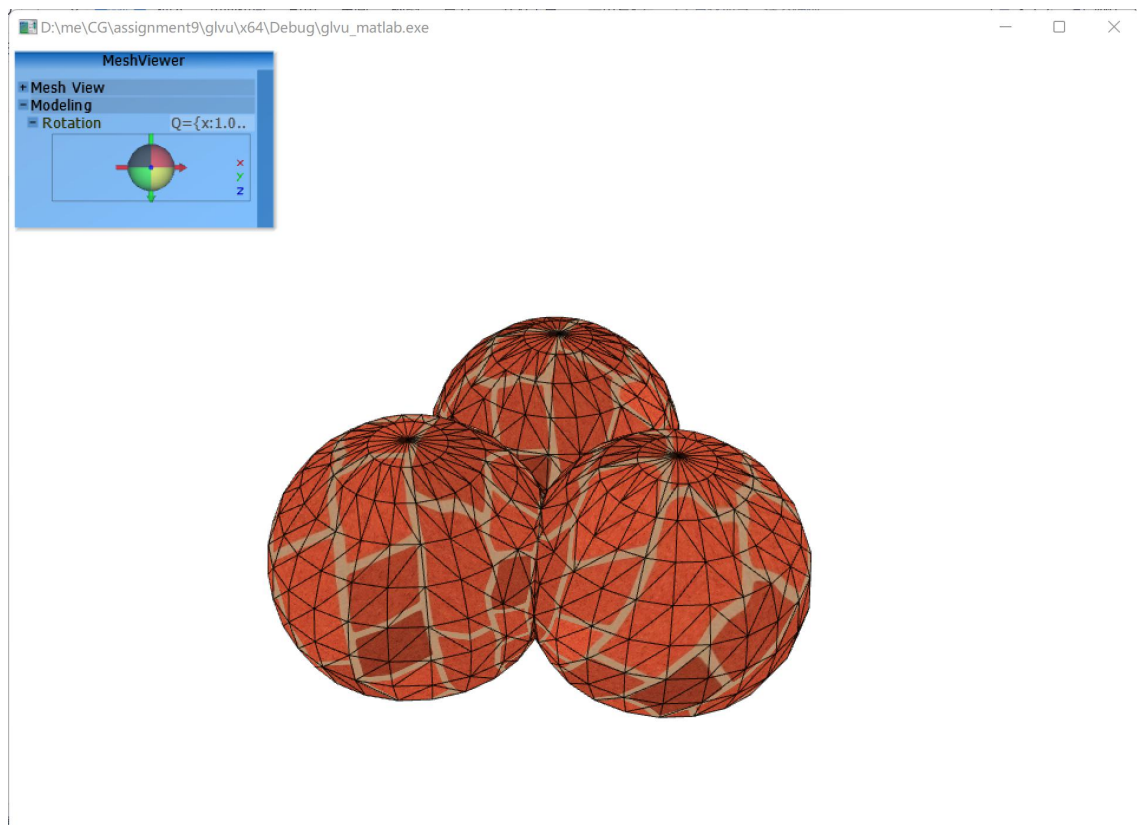 D:\me\CG\assignment9\glvu\x64\Debug\glvu_matlab.exe
MeshViewer
+ Mesh View
- Modeling
- Rotation Q={x:1.0..
x
y
z